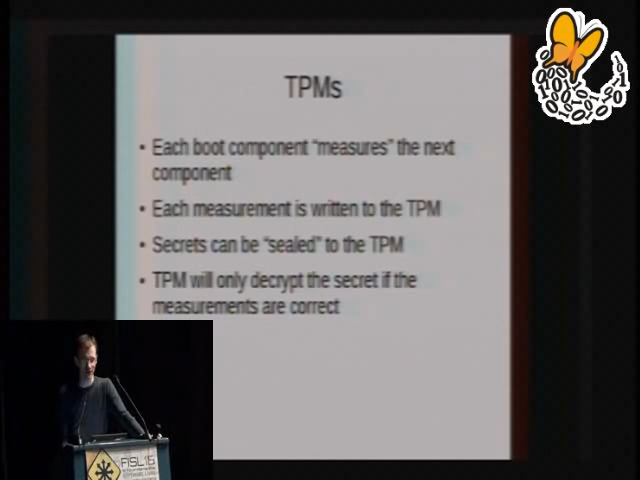 TPMs
• Each boot component “measures” the next
component
• Each measurement is written to the TPM
• Secrets can be “sealed” to the TPM
• TPM will only decrypt the secret if the
measurements are correct
FISL16